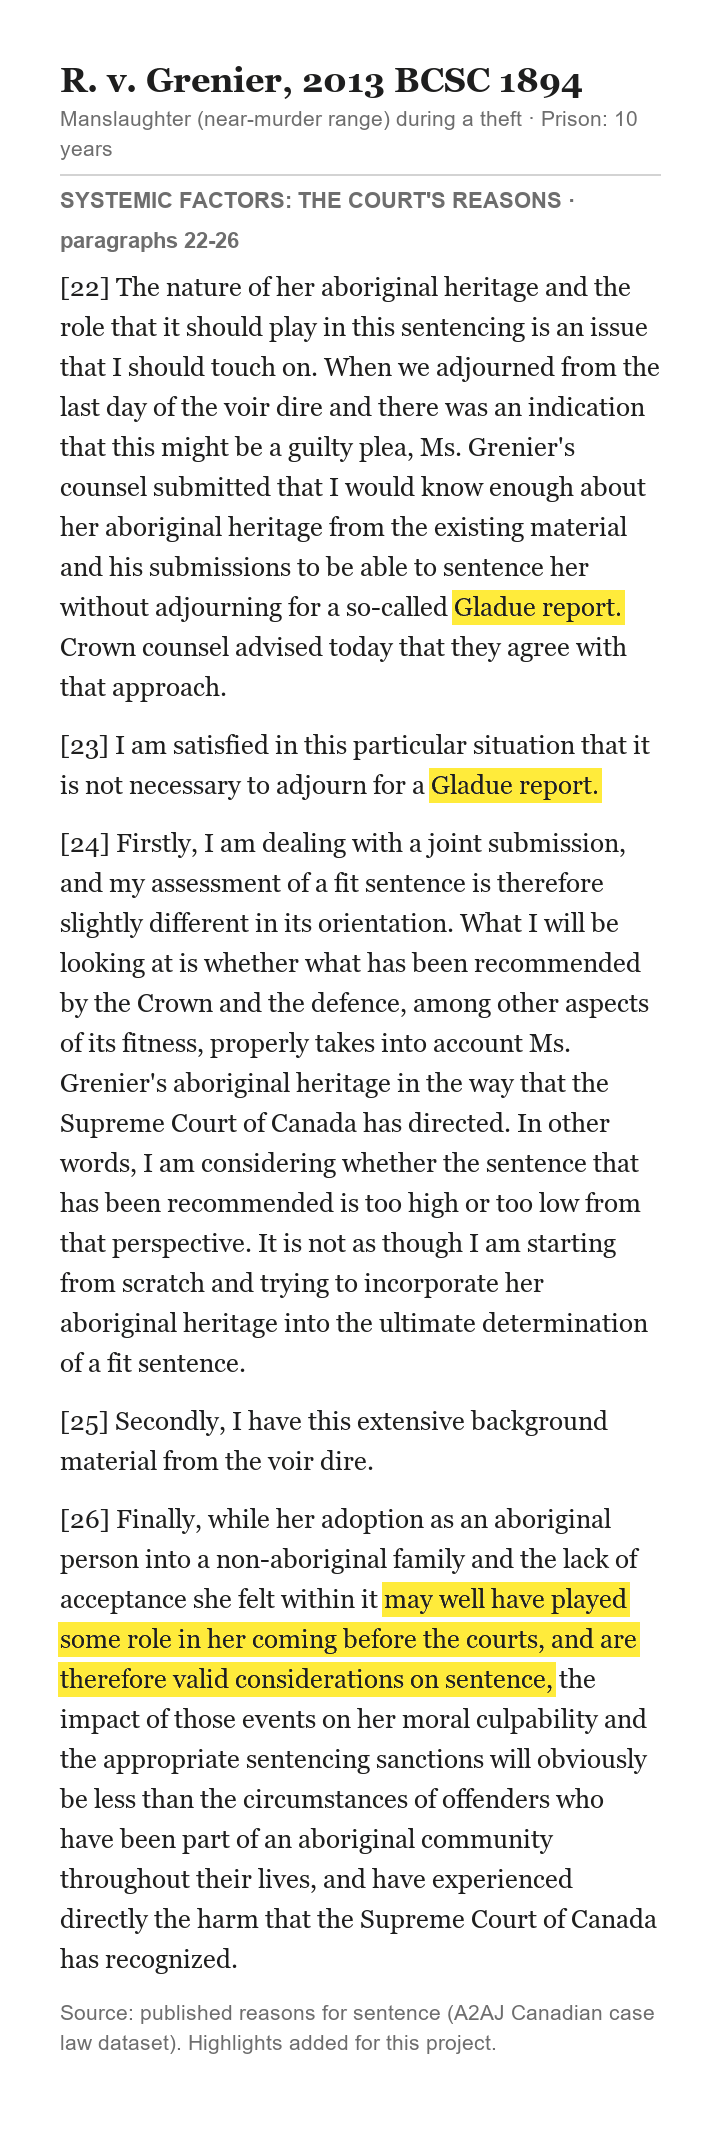 R. v. Grenier, 2013 BCSC 1894
Manslaughter (near-murder range) during a theft · Prison: 10
years
SYSTEMIC FACTORS: THE COURT'S REASONS ·
paragraphs 22-26
[22] The nature of her aboriginal heritage and the
role that it should play in this sentencing is an issue
that I should touch on. When we adjourned from the
last day of the voir dire and there was an indication
that this might be a guilty plea, Ms. Grenier's
counsel submitted that I would know enough about
her aboriginal heritage from the existing material
and his submissions to be able to sentence her
without adjourning for a so-called Gladue report.
Crown counsel advised today that they agree with
that approach.
[23] I am satisfied in this particular situation that it
is not necessary to adjourn for a Gladue report.
[24] Firstly, I am dealing with a joint submission,
and my assessment of a fit sentence is therefore
slightly different in its orientation. What I will be
looking at is whether what has been recommended
by the Crown and the defence, among other aspects
of its fitness, properly takes into account Ms.
Grenier's aboriginal heritage in the way that the
Supreme Court of Canada has directed. In other
words, I am considering whether the sentence that
has been recommended is too high or too low from
that perspective. It is not as though I am starting
from scratch and trying to incorporate her
aboriginal heritage into the ultimate determination
of a fit sentence.
[25] Secondly, I have this extensive background
material from the voir dire.
[26] Finally, while her adoption as an aboriginal
person into a non-aboriginal family and the lack of
acceptance she felt within it may well have played
some role in her coming before the courts, and are
therefore valid considerations on sentence, the
impact of those events on her moral culpability and
the appropriate sentencing sanctions will obviously
be less than the circumstances of offenders who
have been part of an aboriginal community
throughout their lives, and have experienced
directly the harm that the Supreme Court of Canada
has recognized.
Source: published reasons for sentence (A2AJ Canadian case
law dataset). Highlights added for this project.